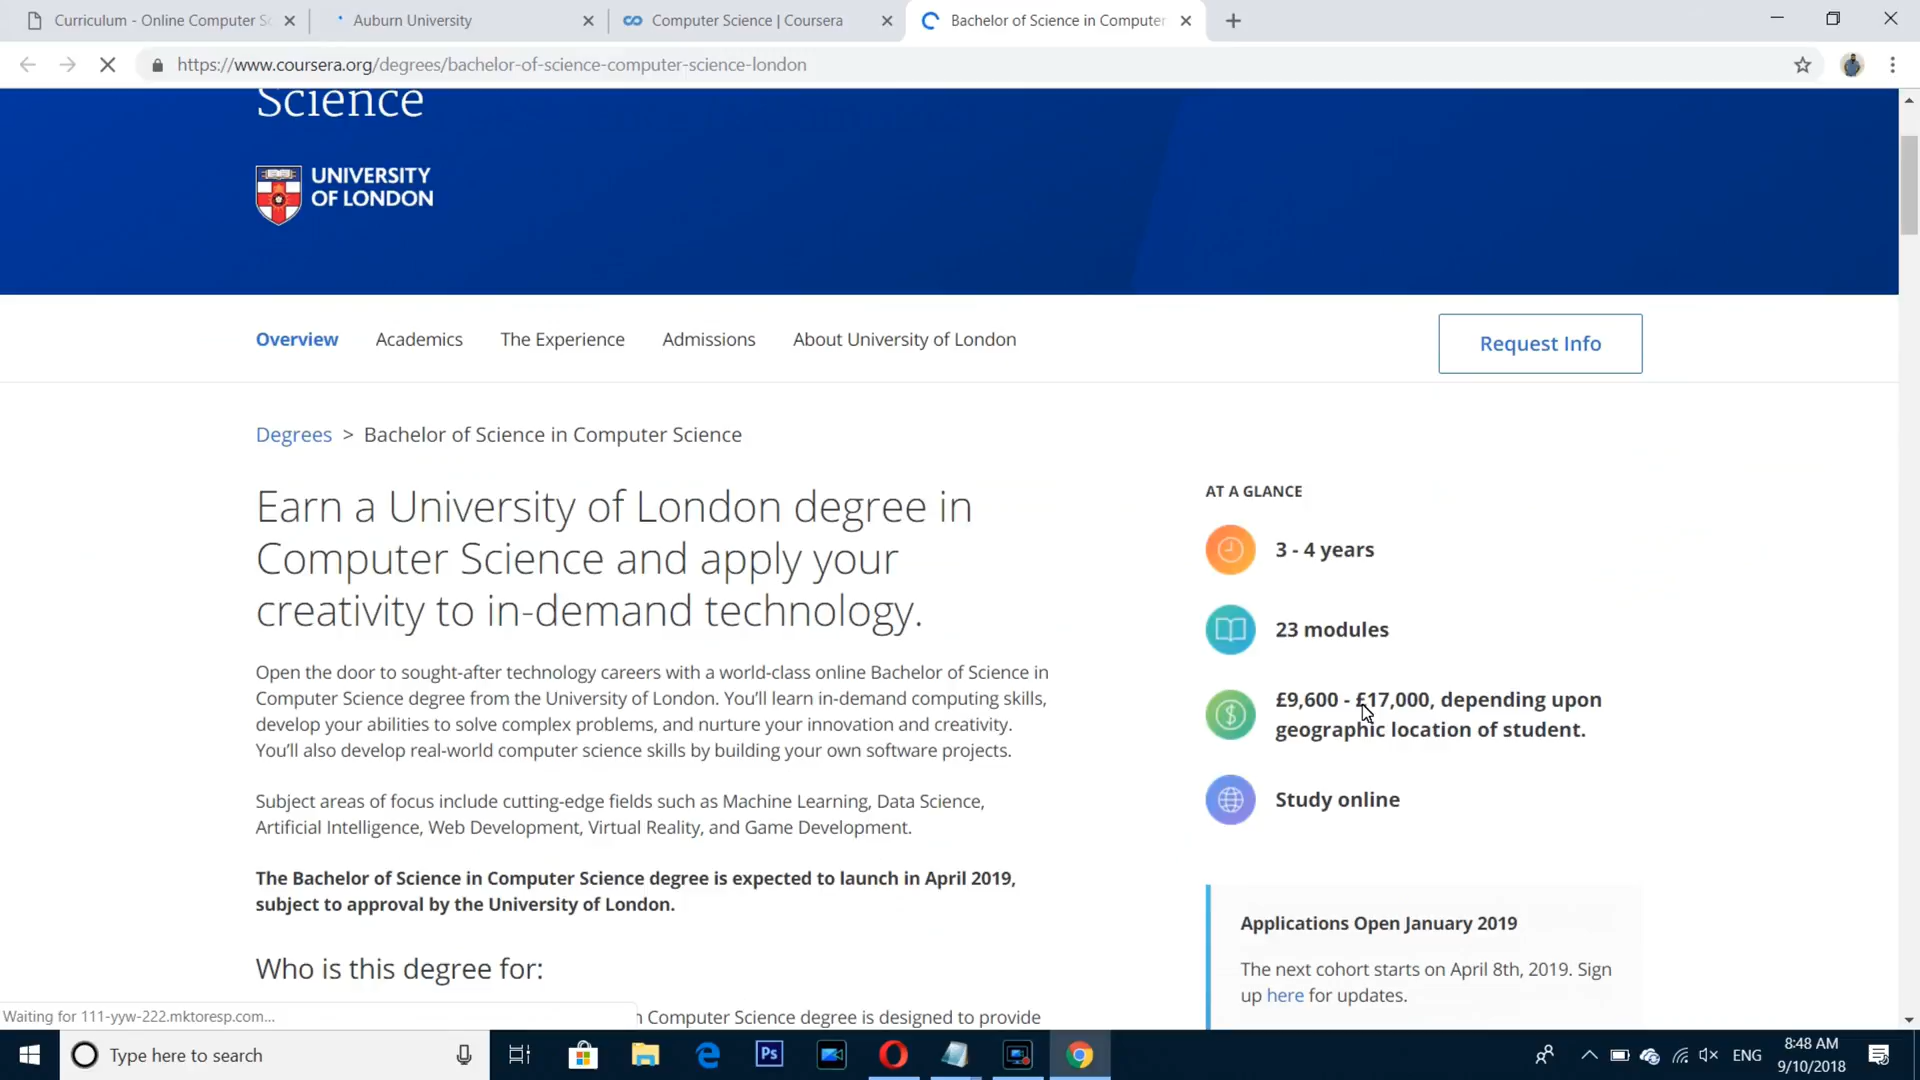 Curriculum - Online Computer Sc
Auburn University
Computer Science | Coursera
Bachelor of Science in Computer
https://www.coursera.org/degrees/bachelor-of-science-computer-science-london
Science
UNIVERSITY
OF LONDON
Overview
Academics
The Experience
Admissions
About University of London
Request Info
Degrees > Bachelor of Science in Computer Science
Earn a University of London degree in
Computer Science and apply your
creativity to in-demand technology.
Open the door to sought-after technology careers with a world-class online Bachelor of Science in
Computer Science degree from the University of London. You'll learn in-demand computing skills,
develop your abilities to solve complex problems, and nurture your innovation and creativity.
You'll also develop real-world computer science skills by building your own software projects.
Subject areas of focus include cutting-edge fields such as Machine Learning, Data Science,
Artificial Intelligence, Web Development, Virtual Reality, and Game Development.
The Bachelor of Science in Computer Science degree is expected to launch in April 2019,
subject to approval by the University of London.
Who is this degree for:
n Computer Science degree is designed to provide
AT A GLANCE
3 - 4 years
23 modules
£9,600 - £17,000, depending upon
geographic location of student.
Study online
Applications Open January 2019
The next cohort starts on April 8th, 2019. Sign
up here for updates.
Waiting for 111-yyw-222.mktoresp.com...
Type here to search
Ps
ENG
8:48 AM
9/10/2018